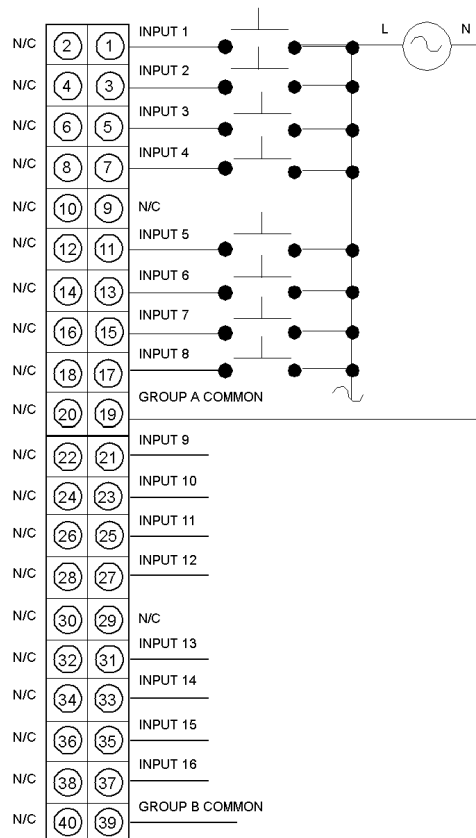 N/C 2 1 INPUT 1 L N
N/C 4 3 INPUT 2
N/C 6 5 INPUT 3
N/C 8 7 INPUT 4
N/C 10 9 N/C
N/C 12 11 INPUT 5
N/C 14 13 INPUT 6
N/C 16 15 INPUT 7
N/C 18 17 INPUT 8
N/C 20 19 GROUP A COMMON
N/C 22 21 INPUT 9
N/C 24 23 INPUT 10
N/C 26 25 INPUT 11
N/C 28 27 INPUT 12
N/C 30 29 N/C
N/C 32 31 INPUT 13
N/C 34 33 INPUT 14
N/C 36 35 INPUT 15
N/C 38 37 INPUT 16
N/C 40 39 GROUP B COMMON